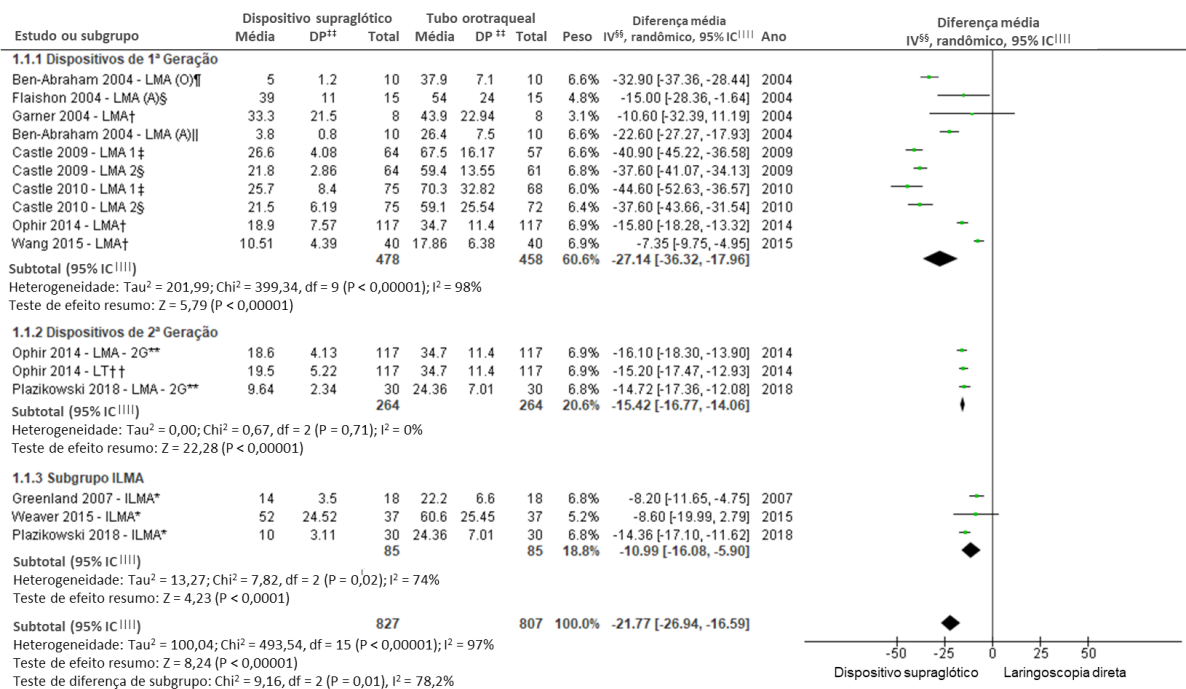 Dispositivo supraglótico Tubo orotraqueal Diferença média Diferença média
Estudo ou subgrupo Média DP‡‡ Total Média DP ‡‡ Total Peso IV§§, randômico, 95% IC|||| Ano IV§§, randômico, 95% IC||||
1.1.1 Dispositivos de 1ª Geração
Ben-Abraham 2004 - LMA (O)¶ 5 1.2 10 37.9 7.1 10 6.6% -32.90 [-37.36, -28.44] 2004
Flaishon 2004 - LMA (A)§ 39 11 15 54 24 15 4.8% -15.00 [-28.36, -1.64] 2004
Garner 2004 - LMA† 33.3 21.5 8 43.9 22.94 8 3.1% -10.60 [-32.39, 11.19] 2004
Ben-Abraham 2004 - LMA (A)|| 3.8 0.8 10 26.4 7.5 10 6.6% -22.60 [-27.27, -17.93] 2004
Castle 2009 - LMA 1‡ 26.6 4.08 64 67.5 16.17 57 6.6% -40.90 [-45.22, -36.58] 2009
Castle 2009 - LMA 2§ 21.8 2.86 64 59.4 13.55 61 6.8% -37.60 [-41.07, -34.13] 2009
Castle 2010 - LMA 1‡ 25.7 8.4 75 70.3 32.82 68 6.0% -44.60 [-52.63, -36.57] 2010
Castle 2010 - LMA 2§ 21.5 6.19 75 59.1 25.54 72 6.4% -37.60 [-43.66, -31.54] 2010
Ophir 2014 - LMA† 18.9 7.57 117 34.7 11.4 117 6.9% -15.80 [-18.28, -13.32] 2014
Wang 2015 - LMA† 10.51 4.39 40 17.86 6.38 40 6.9% -7.35 [-9.75, -4.95] 2015
Subtotal (95% IC||||) 478 458 60.6% -27.14 [-36.32, -17.96]
Heterogeneidade: Tau² = 201,99; Chi² = 399,34, df = 9 (P < 0,00001); I² = 98%
Teste de efeito resumo: Z = 5,79 (P < 0,00001)
1.1.2 Dispositivos de 2ª Geração
Ophir 2014 - LMA - 2G** 18.6 4.13 117 34.7 11.4 117 6.9% -16.10 [-18.30, -13.90] 2014
Ophir 2014 - LT†† 19.5 5.22 117 34.7 11.4 117 6.9% -15.20 [-17.47, -12.93] 2014
Plazikowski 2018 - LMA - 2G** 9.64 2.34 30 24.36 7.01 30 6.8% -14.72 [-17.36, -12.08] 2018
Subtotal (95% IC||||) 264 264 20.6% -15.42 [-16.77, -14.06]
Heterogeneidade: Tau² = 0,00; Chi² = 0,67, df = 2 (P = 0,71); I² = 0%
Teste de efeito resumo: Z = 22,28 (P < 0,00001)
1.1.3 Subgrupo ILMA
Greenland 2007 - ILMA* 14 3.5 18 22.2 6.6 18 6.8% -8.20 [-11.65, -4.75] 2007
Weaver 2015 - ILMA* 52 24.52 37 60.6 25.45 37 5.2% -8.60 [-19.99, 2.79] 2015
Plazikowski 2018 - ILMA* 10 3.11 30 24.36 7.01 30 6.8% -14.36 [-17.10, -11.62] 2018
Subtotal (95% IC||||) 85 85 18.8% -10.99 [-16.08, -5.90]
Heterogeneidade: Tau² = 13,27; Chi² = 7,82, df = 2 (P = 0,02); I² = 74%
Teste de efeito resumo: Z = 4,23 (P < 0,0001)
Subtotal (95% IC||||) 827 807 100.0% -21.77 [-26.94, -16.59]
Heterogeneidade: Tau² = 100,04; Chi² = 493,54, df = 15 (P < 0,00001); I² = 97%
Teste de efeito resumo: Z = 8,24 (P < 0,00001)
Teste de diferença de subgrupo: Chi² = 9,16, df = 2 (P = 0,01), I² = 78,2%
-50 -25 0 25 50
Dispositivo supraglótico Laringoscopia direta